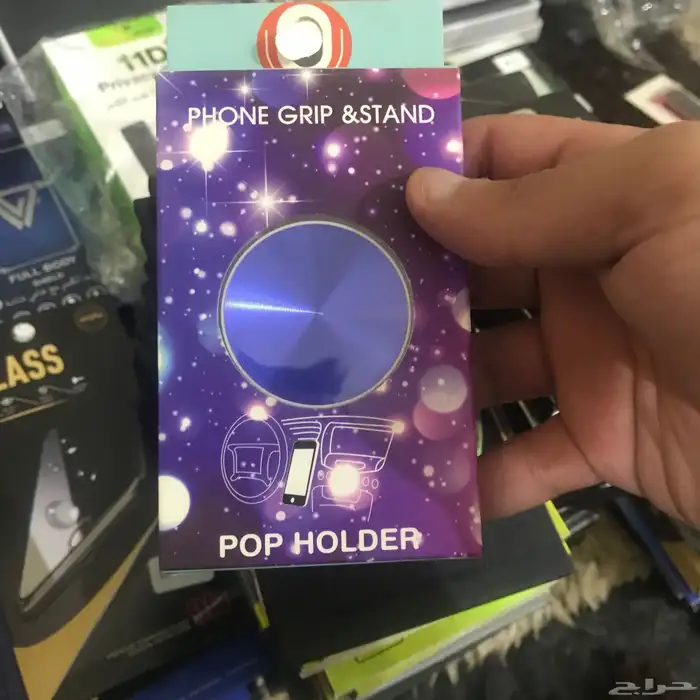 11D
PHONE GRIP &STAND
FULL BODY
LASS
POP HOLDER
حراج